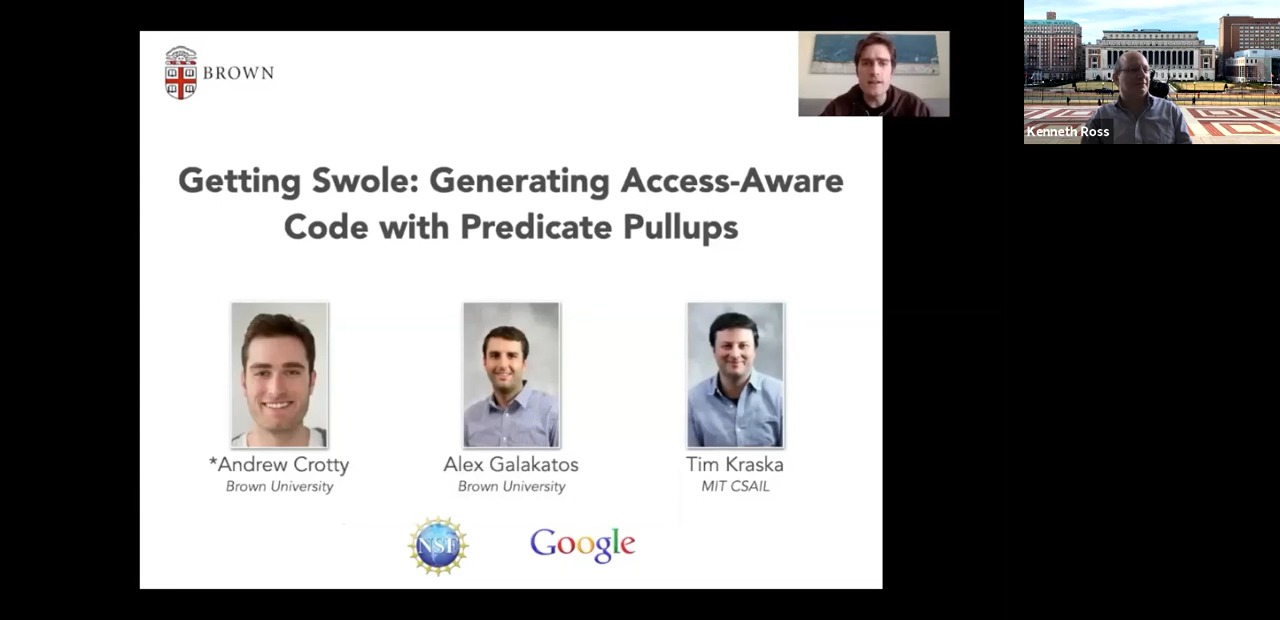 BROWN
Kenneth Ross
Getting Swole: Generating Access-Aware
Code with Predicate Pullups
*Andrew Crotty
Brown University
Alex Galakatos
Brown University
Tim Kraska
MIT CSAIL
NSF
Google